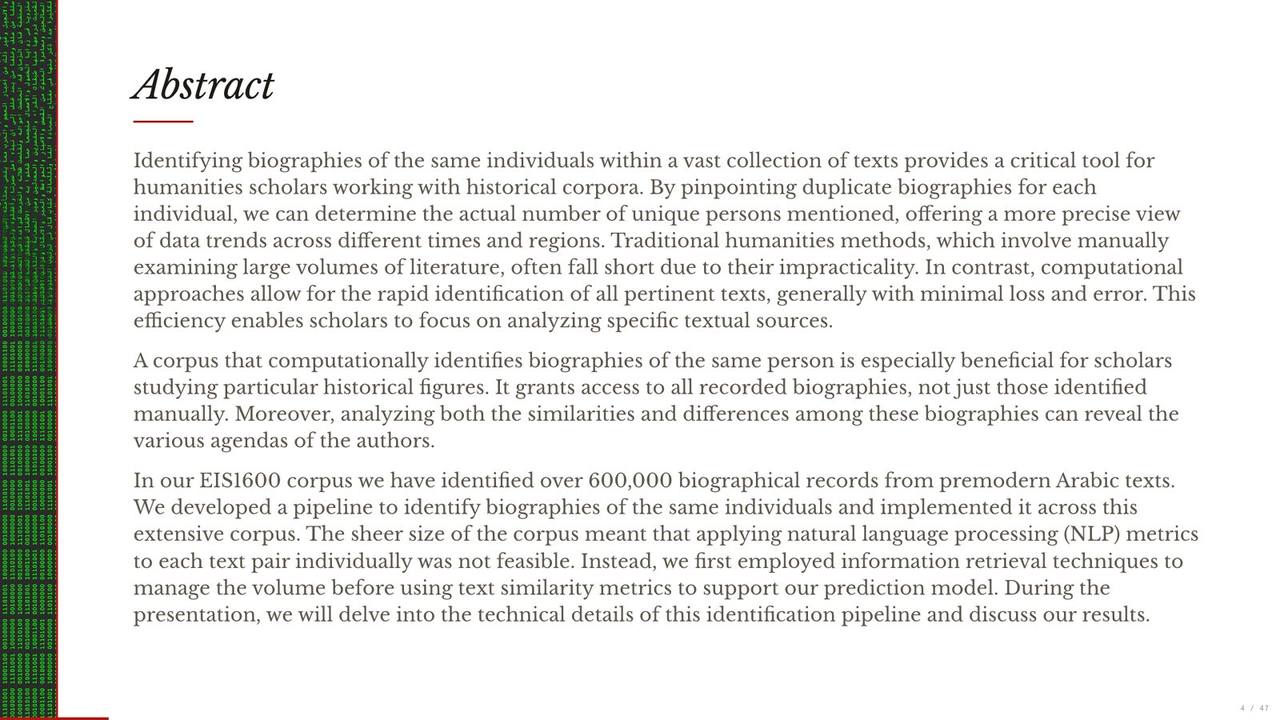 Abstract
Identifying biographies of the same individuals within a vast collection of texts provides a critical tool for
humanities scholars working with historical corpora. By pinpointing duplicate biographies for each
individual, we can determine the actual number of unique persons mentioned, offering a more precise view
of data trends across different times and regions. Traditional humanities methods, which involve manually
examining large volumes of literature, often fall short due to their impracticality. In contrast, computational
approaches allow for the rapid identification of all pertinent texts, generally with minimal loss and error. This
efficiency enables scholars to focus on analyzing specific textual sources.
A corpus that computationally identifies biographies of the same person is especially beneficial for scholars
studying particular historical figures. It grants access to all recorded biographies, not just those identified
manually. Moreover, analyzing both the similarities and differences among these biographies can reveal the
various agendas of the authors.
In our EIS1600 corpus we have identified over 600,000 biographical records from premodern Arabic texts.
We developed a pipeline to identify biographies of the same individuals and implemented it across this
extensive corpus. The sheer size of the corpus meant that applying natural language processing (NLP) metrics
to each text pair individually was not feasible. Instead, we first employed information retrieval techniques to
manage the volume before using text similarity metrics to support our prediction model. During the
presentation, we will delve into the technical details of this identification pipeline and discuss our results.
4 / 47